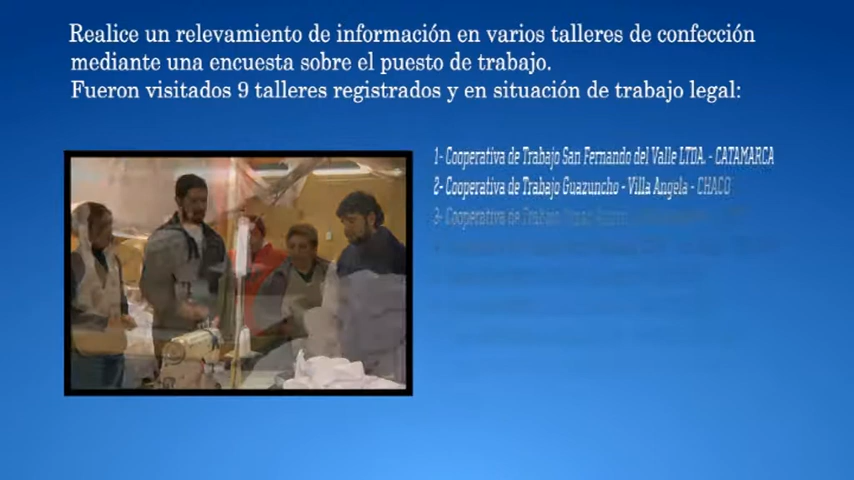 Realice un relevamiento de información en varios talleres de confección
mediante una encuesta sobre el puesto de trabajo.
Fueron visitados 9 talleres registrados y en situación de trabajo legal:
1- Cooperativa de Trabajo San Fernando del Valle LTDA. - CATAMARCA
2- Cooperativa de Trabajo Guazuncho - Villa Angela - CHACO
3- Cooperativa de Trabajo